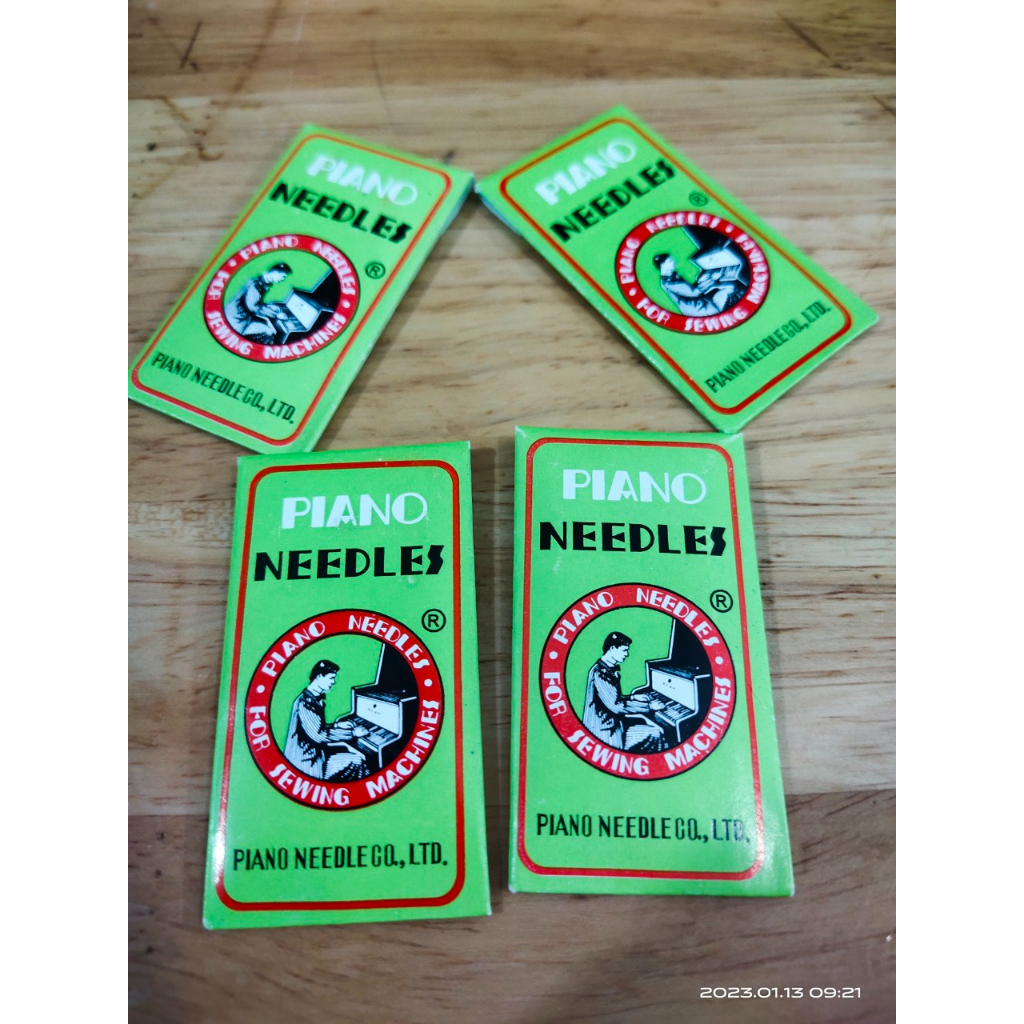 PIANO
NEEDLES
®
• PIANO NEEDLES •
FOR SEWING MACHINES
PIANO NEEDLE CO., LTD.
PIANO
NEEDLES
®
• PIANO NEEDLES •
FOR SEWING MACHINES
PIANO NEEDLE CO., LTD.
PIANO
NEEDLES
®
• PIANO NEEDLES •
FOR SEWING MACHINES
PIANO NEEDLE CO., LTD.
PIANO
NEEDLES
®
• PIANO NEEDLES •
FOR SEWING MACHINES
PIANO NEEDLE CO., LTD.
2023.01.13 09:21